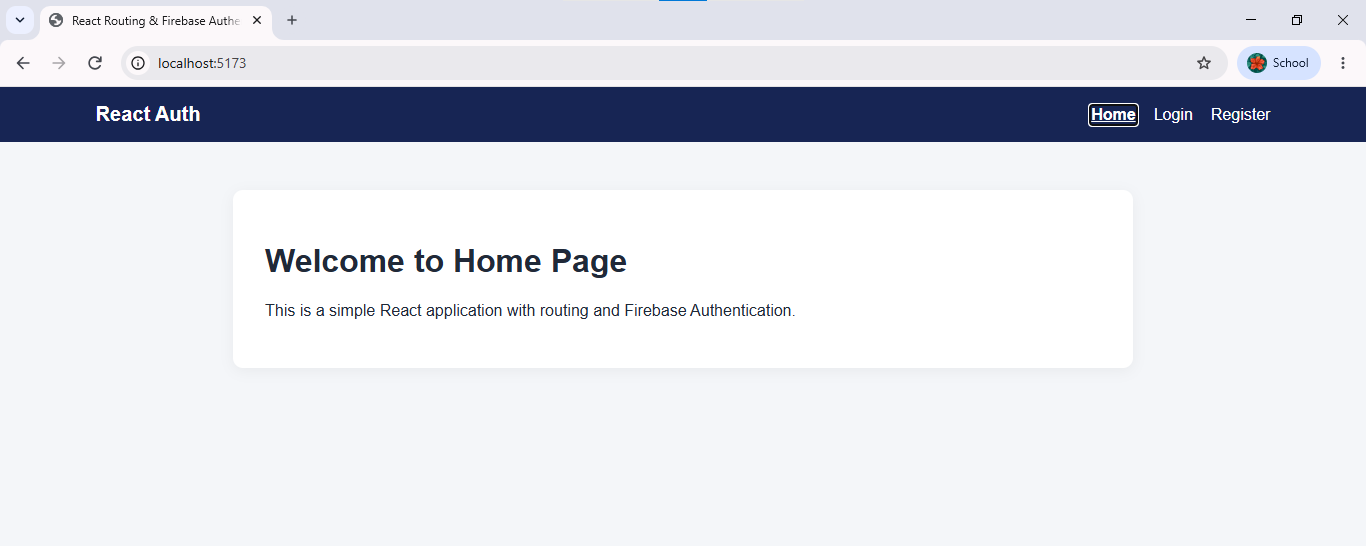 React Routing & Firebase Authe
localhost:5173
School
React Auth
Home Login Register
Welcome to Home Page
This is a simple React application with routing and Firebase Authentication.